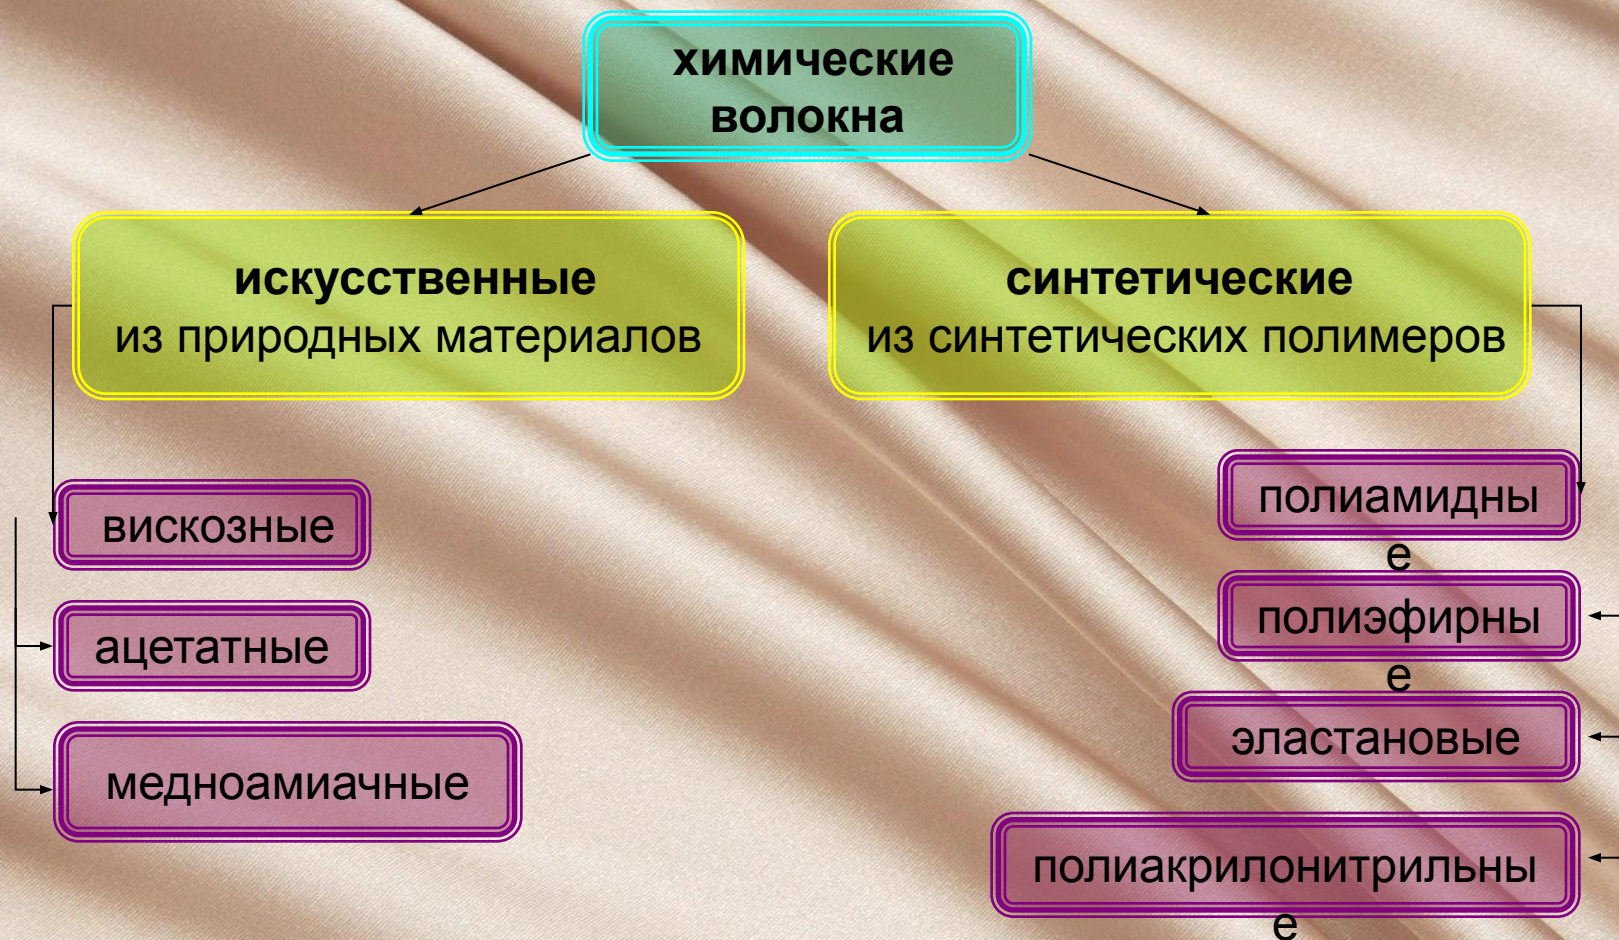 химические
волокна
искусственные
из природных материалов
синтетические
из синтетических полимеров
вискозные
ацетатные
медноамиачные
полиамидны
е
полиэфирны
е
эластановые
полиакрилонитрильны
е